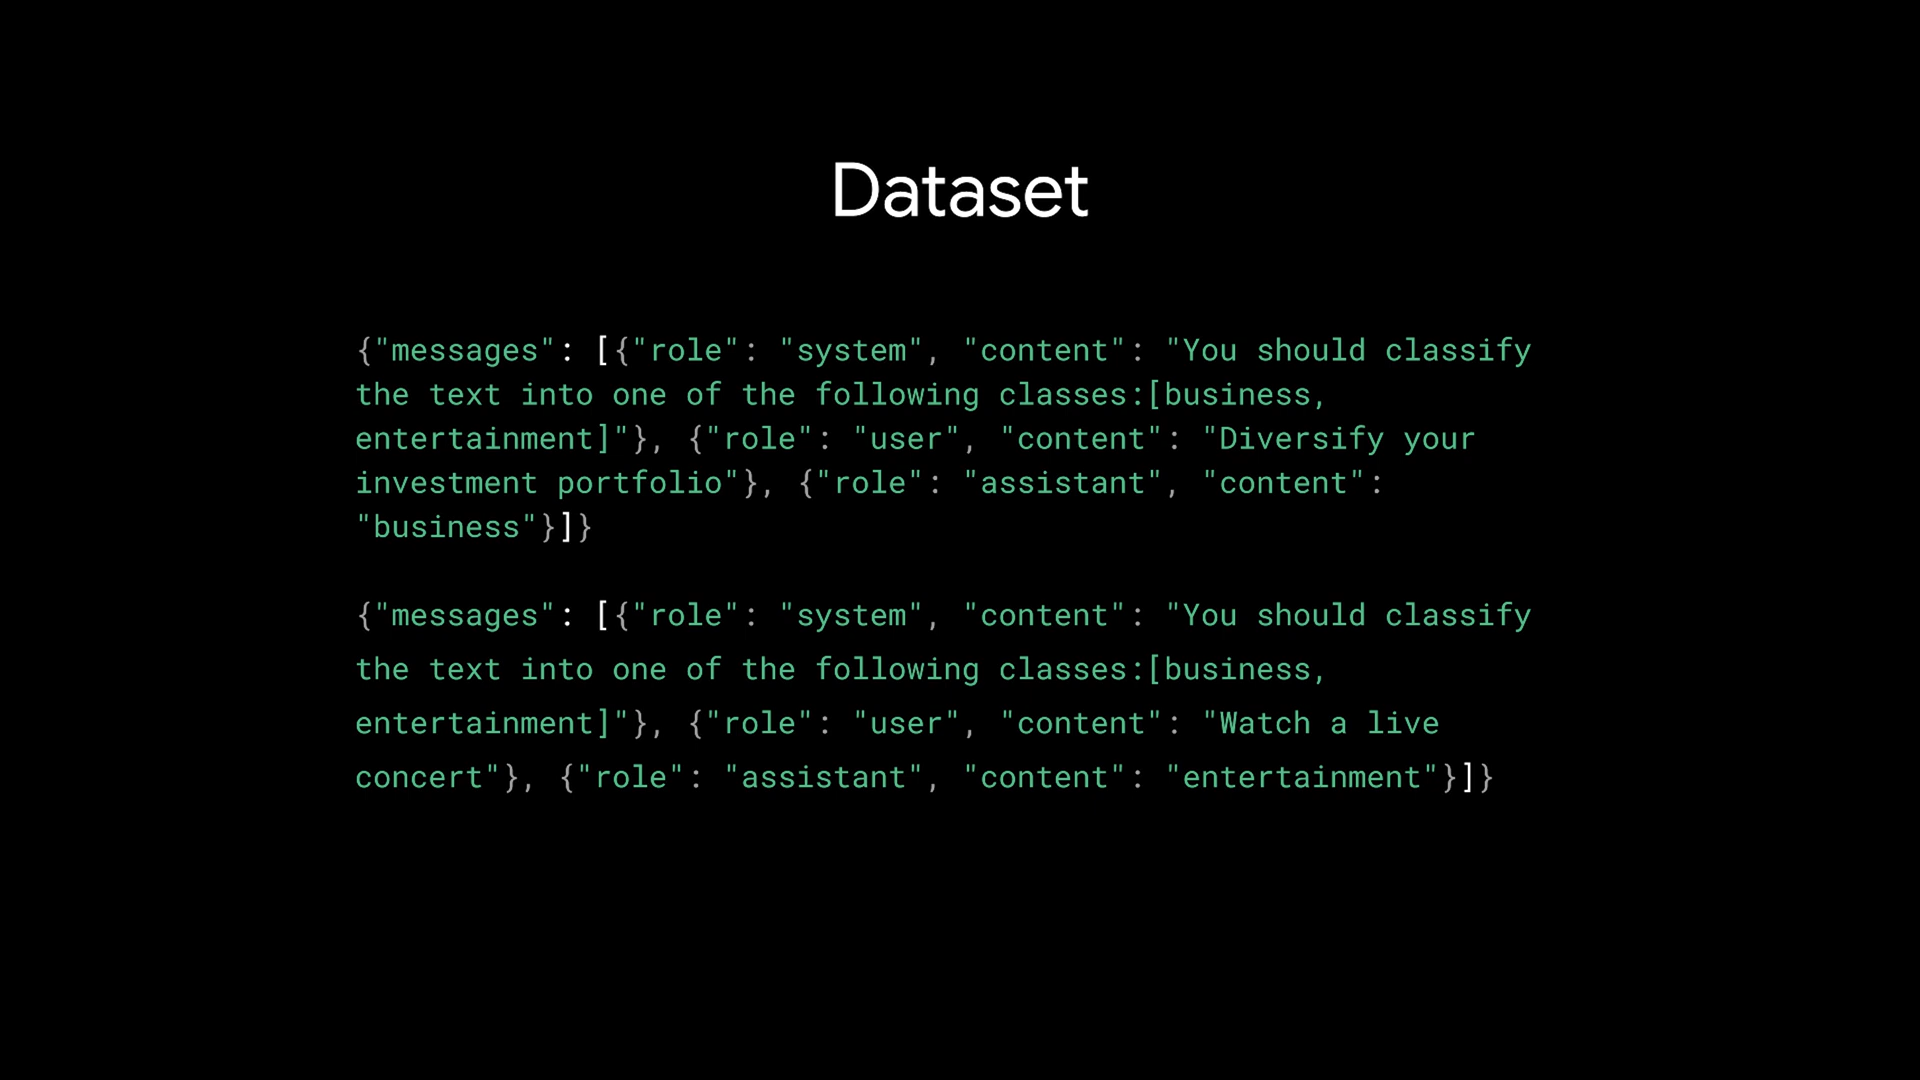 Dataset
{"messages": [{"role": "system", "content": "You should classify
the text into one of the following classes:[business,
entertainment]"}, {"role": "user", "content": "Diversify your
investment portfolio"}, {"role": "assistant", "content":
"business"}]}
{"messages": [{"role": "system", "content": "You should classify
the text into one of the following classes:[business,
entertainment]"}, {"role": "user", "content": "Watch a live
concert"}, {"role": "assistant", "content": "entertainment"}]}